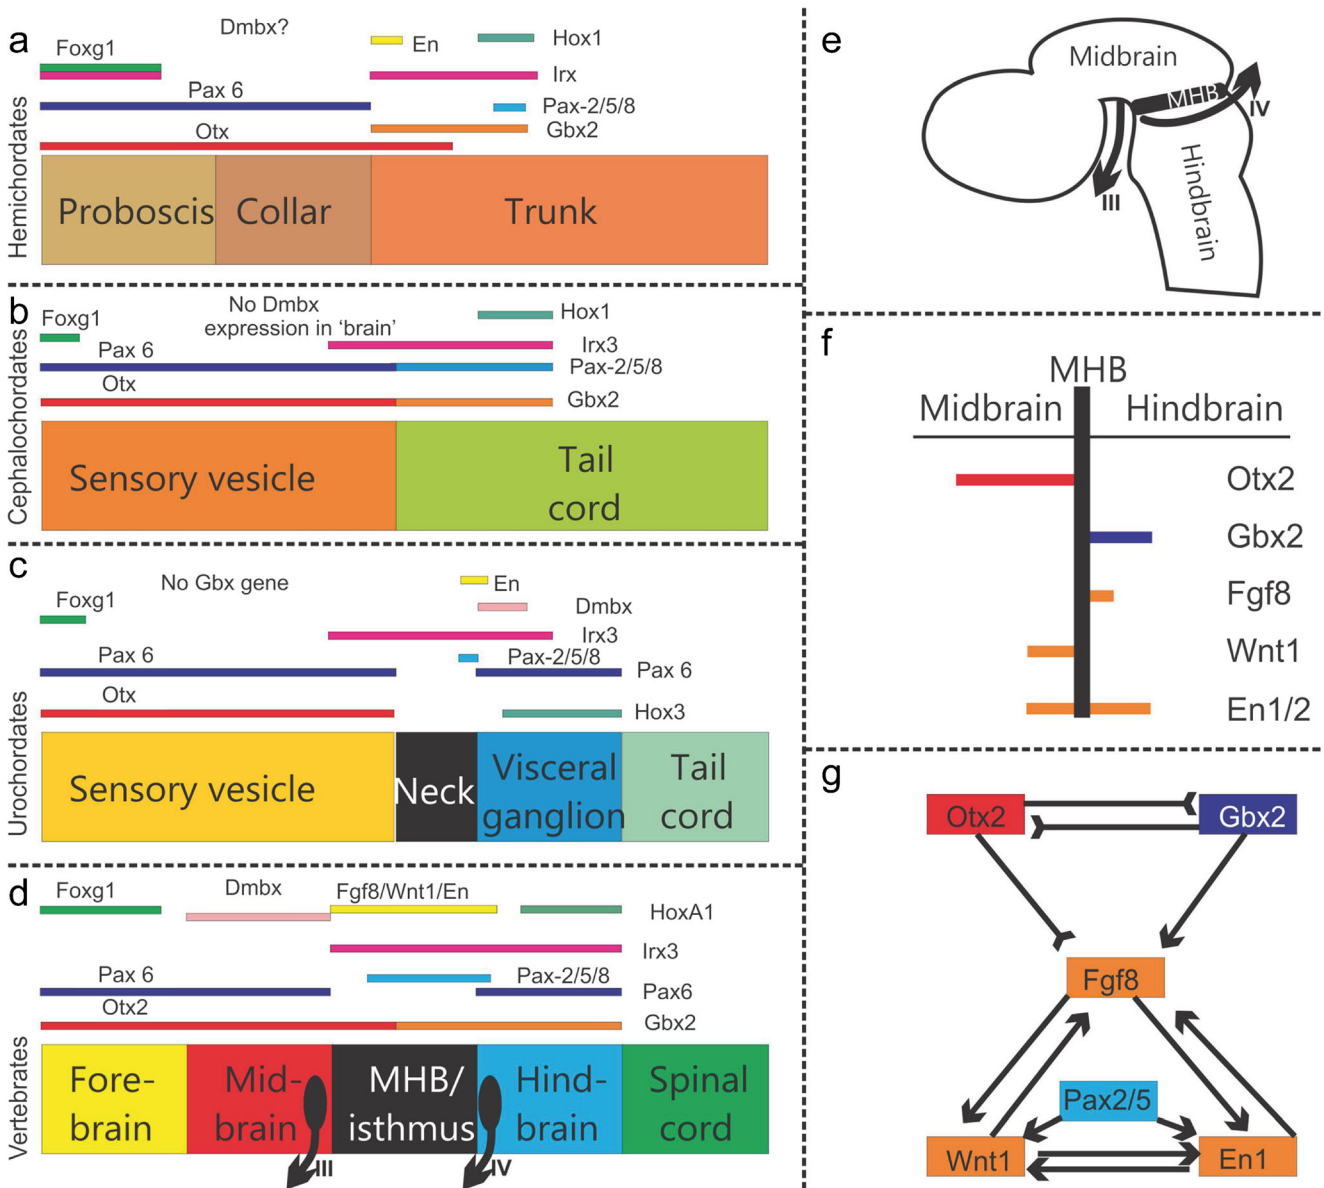 a
Hemichordates
Dmbx?
Foxg1
En
Hox1
Irx
Pax 6
Pax-2/5/8
Otx
Gbx2
Proboscis
Collar
Trunk
b
Cephalochordates
No Dmbx
expression in ‘brain’
Foxg1
Hox1
Irx3
Pax 6
Pax-2/5/8
Otx
Gbx2
Sensory vesicle
Tail
cord
c
Urochordates
No Gbx gene
En
Foxg1
Dmbx
Irx3
Pax 6
Pax-2/5/8
Pax 6
Otx
Hox3
Sensory vesicle
Neck
Visceral
ganglion
Tail
cord
d
Vertebrates
Foxg1
Dmbx
Fgf8/Wnt1/En
HoxA1
Irx3
Pax 6
Pax-2/5/8
Pax6
Otx2
Gbx2
Fore-
brain
Mid-
brain
MHB/
isthmus
Hind-
brain
Spinal
cord
III
IV
e
Midbrain
MHB
IV
III
Hindbrain
f
MHB
Midbrain
Hindbrain
Otx2
Gbx2
Fgf8
Wnt1
En1/2
g
Otx2
Gbx2
Fgf8
Pax2/5
Wnt1
En1